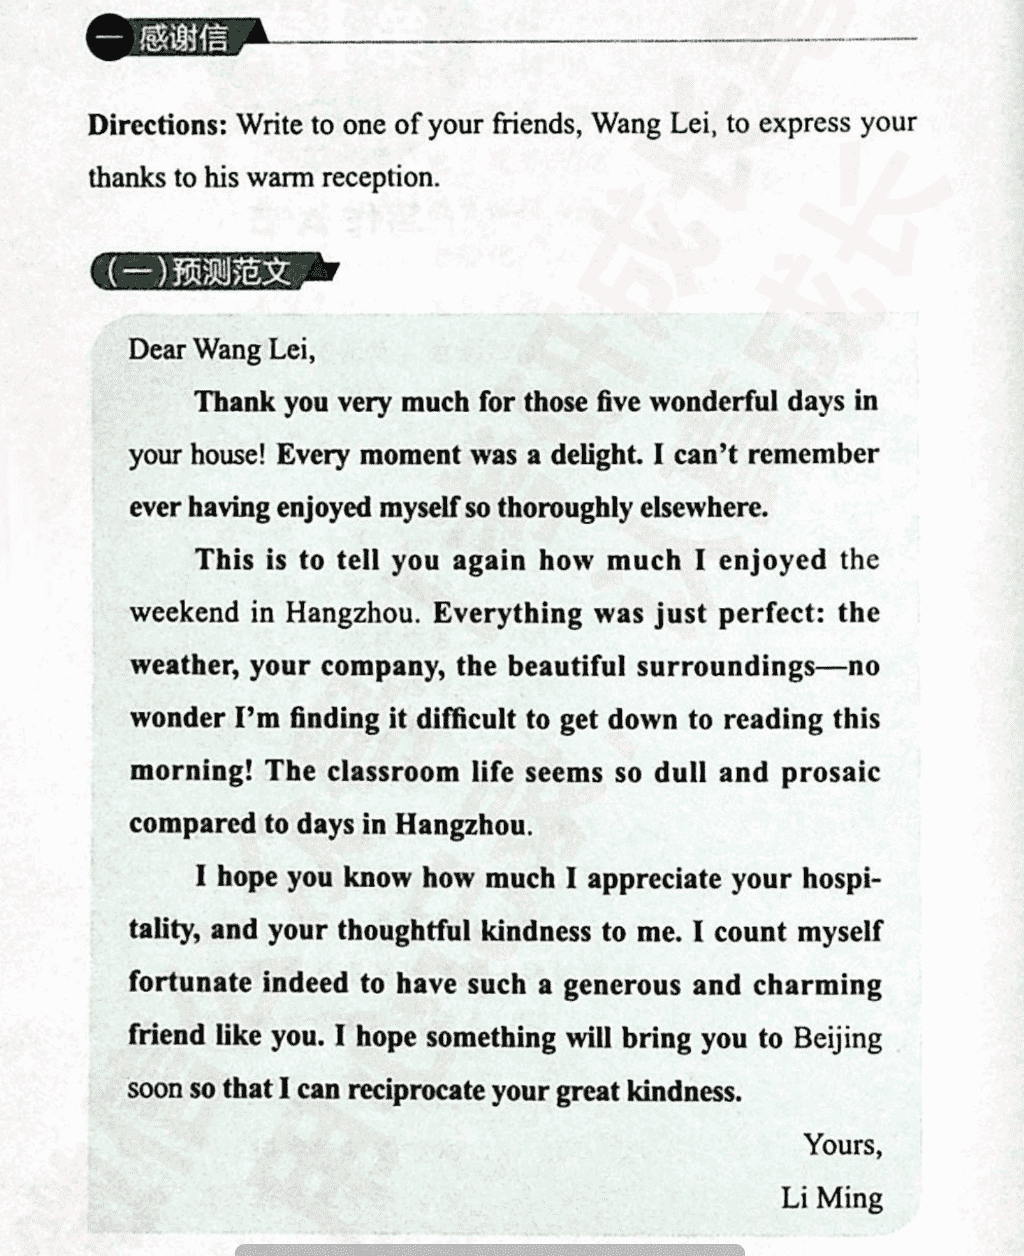 一 感谢信
Directions: Write to one of your friends, Wang Lei, to express your
thanks to his warm reception.
(一)预测范文
Dear Wang Lei,
Thank you very much for those five wonderful days in
your house! Every moment was a delight. I can't remember
ever having enjoyed myself so thoroughly elsewhere.
This is to tell you again how much I enjoyed the
weekend in Hangzhou. Everything was just perfect: the
weather, your company, the beautiful surroundings—no
wonder I'm finding it difficult to get down to reading this
morning! The classroom life seems so dull and prosaic
compared to days in Hangzhou.
I hope you know how much I appreciate your hospi-
tality, and your thoughtful kindness to me. I count myself
fortunate indeed to have such a generous and charming
friend like you. I hope something will bring you to Beijing
soon so that I can reciprocate your great kindness.
Yours,
Li Ming